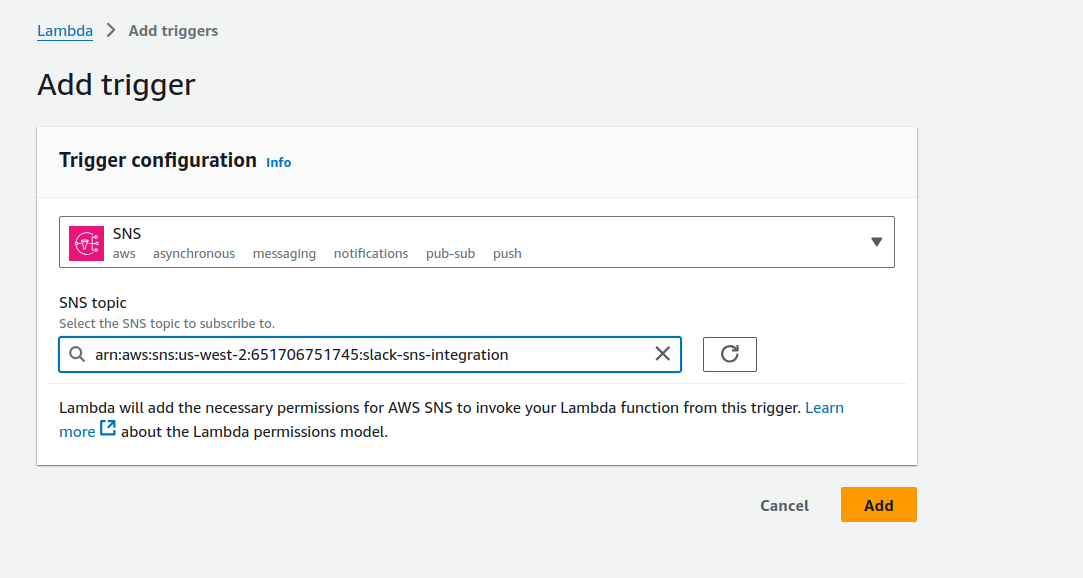 Lambda > Add triggers
Add trigger
Trigger configuration Info
SNS
aws asynchronous messaging notifications pub-sub push
SNS topic
Select the SNS topic to subscribe to.
arn:aws:sns:us-west-2:651706751745:slack-sns-integration
Lambda will add the necessary permissions for AWS SNS to invoke your Lambda function from this trigger. Learn
more about the Lambda permissions model.
Cancel Add